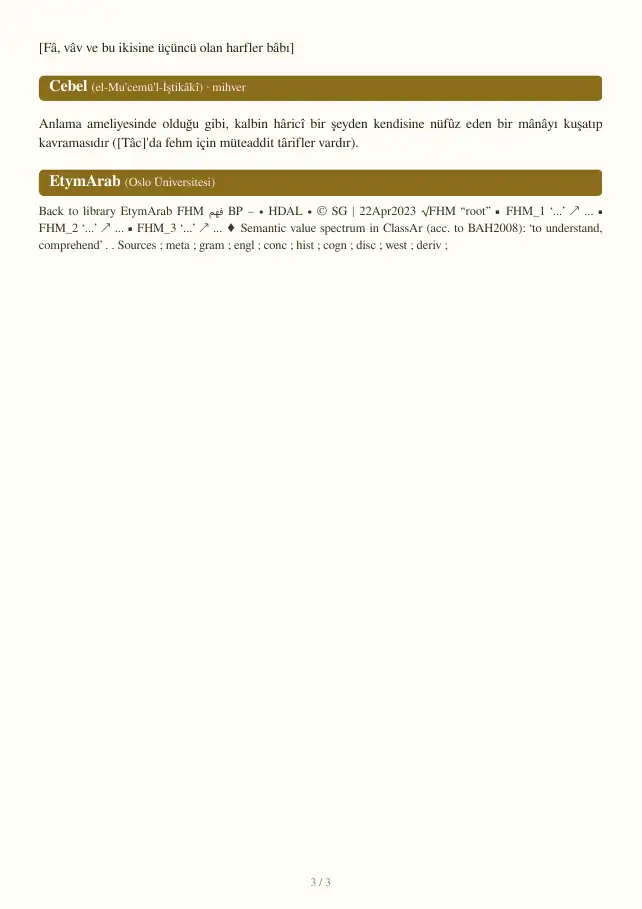 [Fâ, vâv ve bu ikisine üçüncü olan harfler bâbı]
Cebel (el-Mu'cemü'l-İştikâkî) · mihver
Anlama ameliyesinde olduğu gibi, kalbin hâricî bir şeyden kendisine nüfûz eden bir mânâyı kuşatıp
kavramasıdır ([Tâc]'da fehm için müteaddit târifler vardır).
EtymArab (Oslo Üniversitesi)
Back to library EtymArab FHM فهم BP – • HDAL • © SG | 22Apr2023 √FHM “root” ▪ FHM_1 ‘...’ ↗ ... ▪
FHM_2 ‘...’ ↗ ... ▪ FHM_3 ‘...’ ↗ ... ♦ Semantic value spectrum in ClassAr (acc. to BAH2008): ‘to understand,
comprehend’ . . Sources ; meta ; gram ; engl ; conc ; hist ; cogn ; disc ; west ; deriv ;
3 / 3